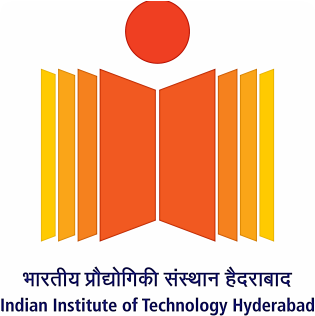 भारतीय प्रौद्योगिकी संस्थान हैदराबाद
Indian Institute of Technology Hyderabad